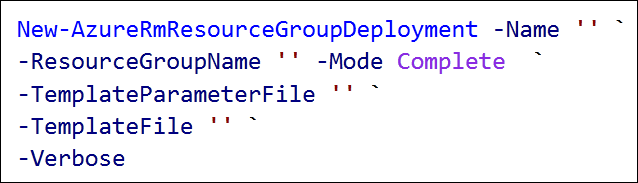 New-AzureRmResourceGroupDeployment -Name '' `
-ResourceGroupName '' -Mode Complete  `
-TemplateParameterFile '' `
-TemplateFile '' `
-Verbose